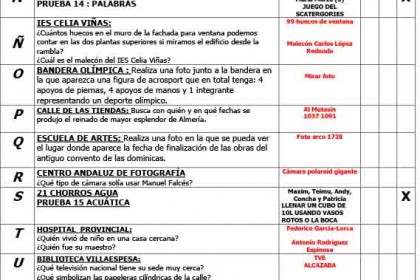 PRUEBA 14 : PALABRAS
JUEGO DEL
SCATERGORIES
X
Ñ
IES CELIA VIÑAS:
¿Cuántos huecos en el muro de la fachada para ventana podemos
contar en las dos plantas superiores si miramos el edificio desde la
rambla?
¿Cuál es el malecón del IES Celia Viñas?
99 huecos de ventana
Malecón Carlos López
Redondo
O
BANDERA OLÍMPICA : Realiza una foto junto a la bandera en
la que aparezca una figura de acrosport que en total tenga: 4
apoyos de piernas, 4 apoyos de manos y 1 integrante
representando un deporte olímpico.
Mirar foto
P
CALLE DE LAS TIENDAS: Busca con quién y en qué fechas se
produjo el reinado de mayor esplendor de Almería.
Al Mutasín
1037 1091
Q
ESCUELA DE ARTES: Realizar una foto en la que se pueda ver
el lugar donde aparece la fecha de finalización de las obras del
antiguo convento de las dominicas.
Foto arco 1728
R
CENTRO ANDALUZ DE FOTOGRAFÍA
¿Qué tipo de cámara solía usar Manuel Falcés?
Cámara polaroid gigante
S
21 CHORROS AGUA
PRUEBA 15 ACUÁTICA
Maxim, Teimu, Andy,
Concha y Patricia
LLENAR UN CUBO DE
10L USANDO VASOS
ROTOS O LA BOCA
X
T
HOSPITAL PROVINCIAL:
¿Quién vivió de niño en una casa cercana?
¿Quién fue su maestro?
Federico García-Lorca
Antonio Rodríguez
Espinosa
U
BIBLIOTECA VILLAESPESA:
¿Qué televisión nacional tiene su sede muy cerca?
¿Qué simbolizan las papeleras cilíndricas de la calle?
TVE
ALCAZABA